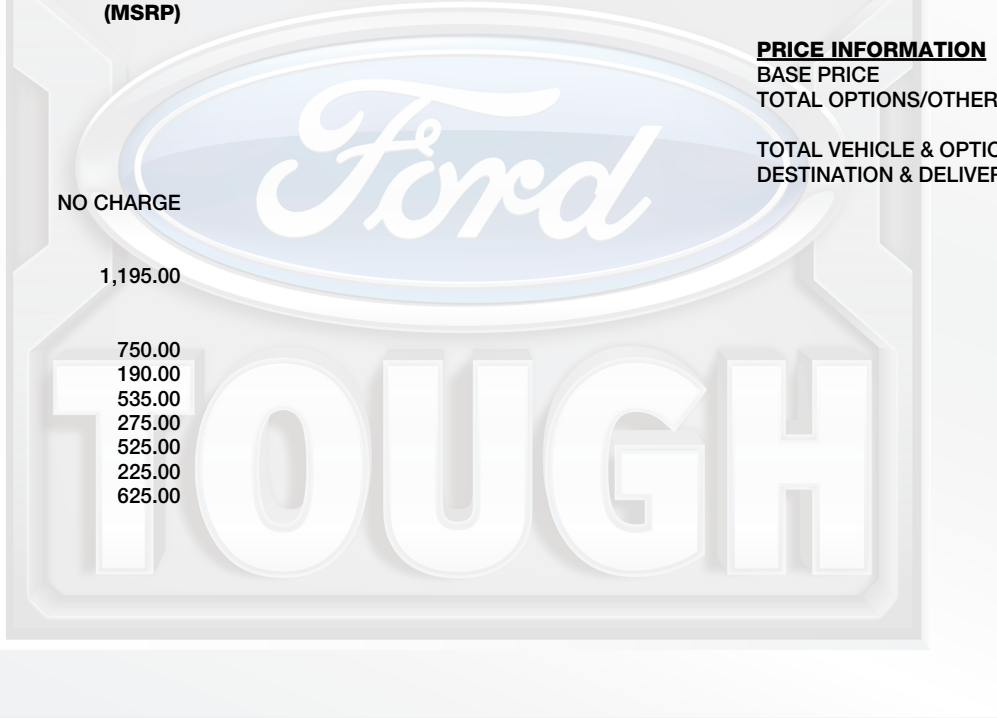 (MSRP)
NO CHARGE
1,195.00
750.00
190.00
535.00
275.00
525.00
225.00
625.00
PRICE INFORMATION
BASE PRICE
TOTAL OPTIONS/OTHER
TOTAL VEHICLE & OPTIO
DESTINATION & DELIVER
Ford
TOUGH